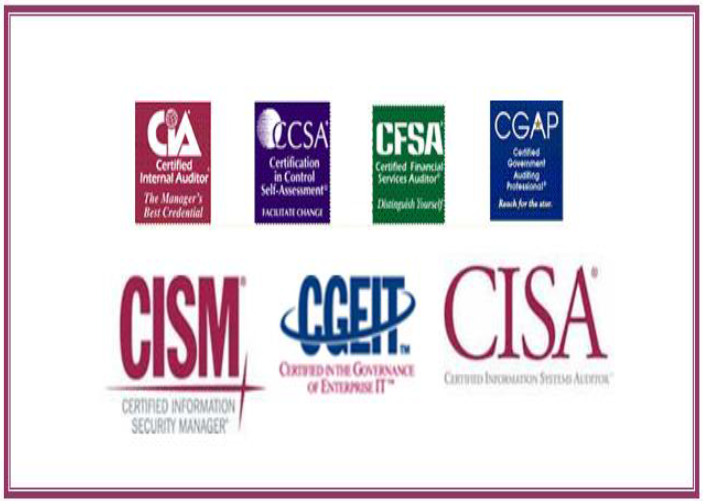 CIA
Certified
Internal Auditor®
The Manager's
Best Credential
CCSA®
Certification
in Control
Self-Assessment®
FACILITATE CHANGE
CFSA®
Certified Financial
Services Auditor®
Distinguish Yourself
CGAP
Certified
Government
Auditing
Professional®
Reach for the star.
CISM®
CERTIFIED INFORMATION
SECURITY MANAGER®
CGEIT™
CERTIFIED IN THE GOVERNANCE
OF ENTERPRISE IT™
CISA®
CERTIFIED INFORMATION SYSTEMS AUDITOR™